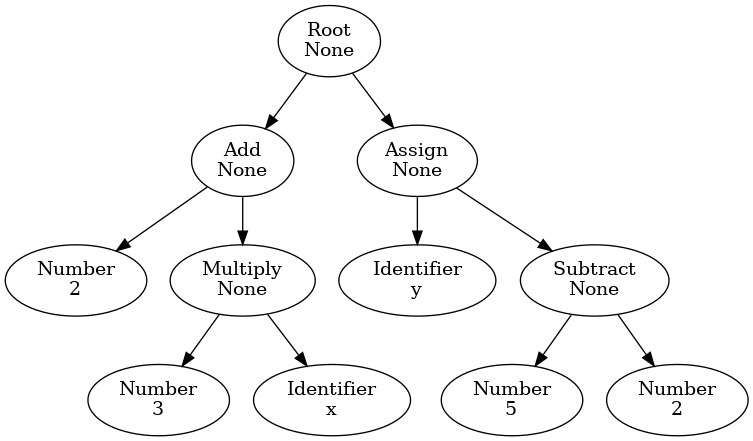 Root
None
Add
None
Assign
None
Number
2
Multiply
None
Identifier
y
Subtract
None
Number
3
Identifier
x
Number
5
Number
2